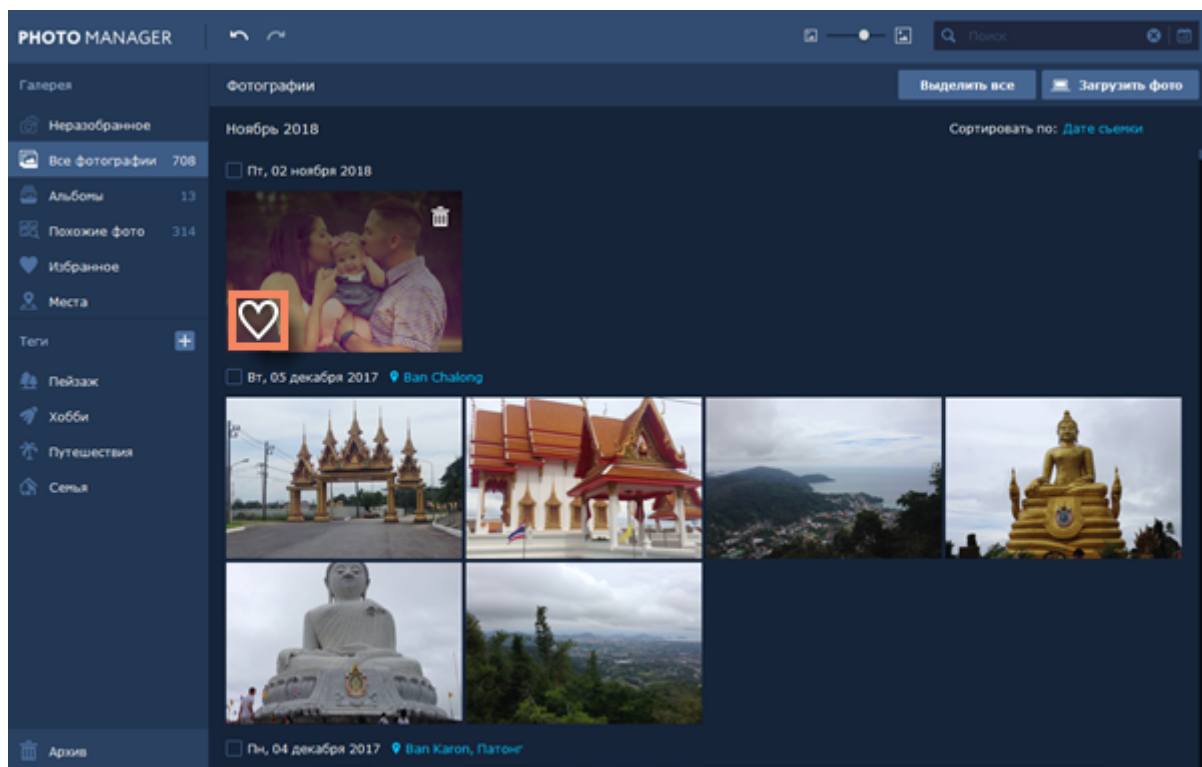 PHOTO MANAGER
Поиск
Галерея
Неразобранное
Все фотографии 708
Альбомы 13
Похожие фото 314
Избранное
Места
Теги
Пейзаж
Хобби
Путешествия
Семья
Архив
Фотографии
Выделить все
Загрузить фото
Ноябрь 2018
Сортировать по: Дате съемки
Пт, 02 ноября 2018
Вт, 05 декабря 2017 Ban Chalong
Пн, 04 декабря 2017 Ban Karon, Патонг